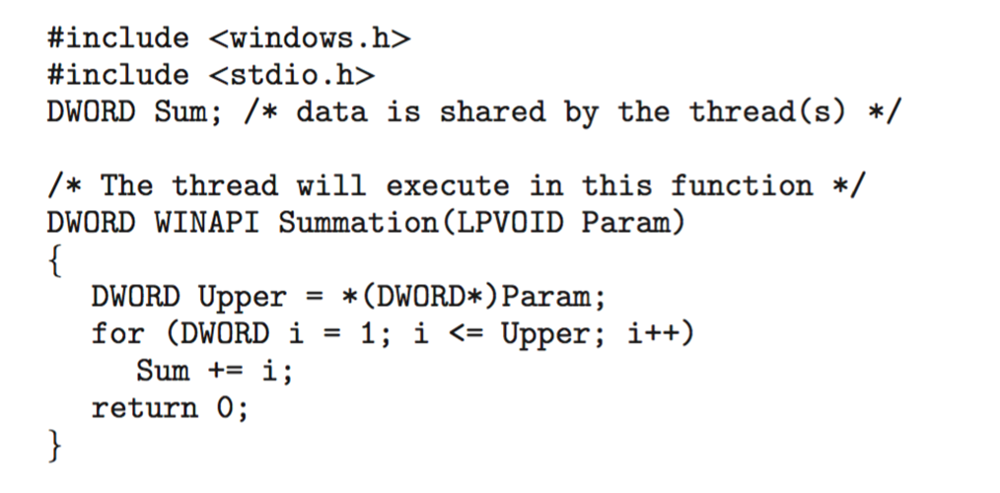 #include <windows.h>
#include <stdio.h>
DWORD Sum; /* data is shared by the thread(s) */
/* The thread will execute in this function */
DWORD WINAPI Summation(LPVOID Param)
{
DWORD Upper = *(DWORD*)Param;
for (DWORD i = 1; i <= Upper; i++)
Sum += i;
return 0;
}